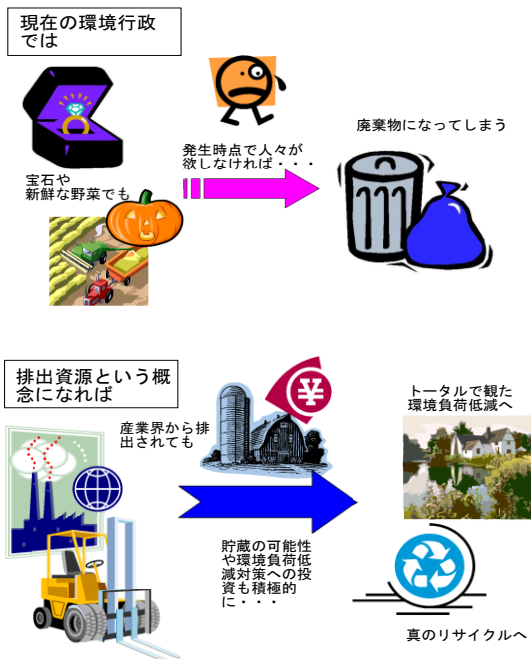 現在の環境行政
では
宝石や
新鮮な野菜でも
発生時点で人々が
欲しなければ・・・
廃棄物になってしまう
排出資源という概
念になれば
産業界から排
出されても
¥
貯蔵の可能性
や環境負荷低
減対策への投
資も積極的
に・・・
トータルで観た
環境負荷低減へ
真のリサイクルへ